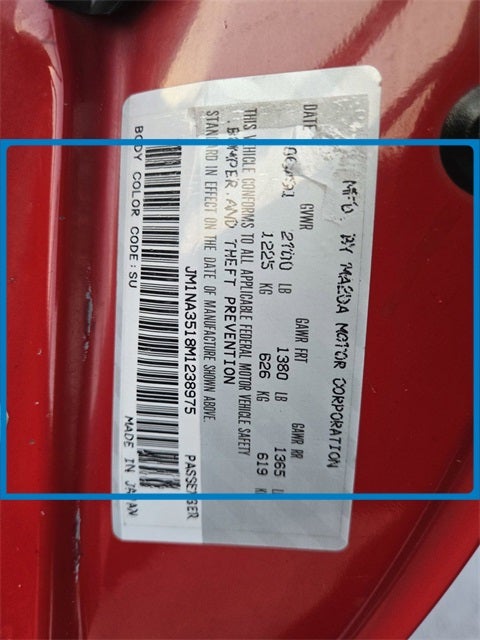 MFD. BY MAZDA MOTOR CORPORATION
DATE GVWR GAWR FRT GAWR RR
LB 1380 LB 1365
1225 KG 626 KG 619
THIS VEHICLE CONFORMS TO ALL APPLICABLE FEDERAL MOTOR VEHICLE SAFETY
BUMPER, AND THEFT PREVENTION
STANDARD IN EFFECT ON THE DATE OF MANUFACTURE SHOWN ABOVE.
JM1NA3518M1238975 PASSENGER
BODY COLOR CODE:SU MADE IN JAPAN